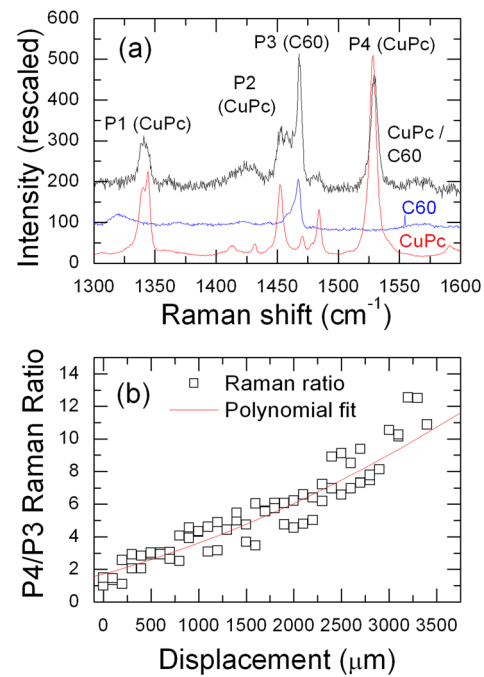 600
500
400
300
200
100
0
Intensity (rescaled)
(a)
P1 (CuPc)
P2
(CuPc)
P3 (C60)
P4 (CuPc)
CuPc /
C60
C60
CuPc
1300 1350 1400 1450 1500 1550 1600
Raman shift (cm⁻¹)
14
12
10
8
6
4
2
0
P4/P3 Raman Ratio
(b)
Raman ratio
Polynomial fit
0 500 1000 1500 2000 2500 3000 3500
Displacement (μm)